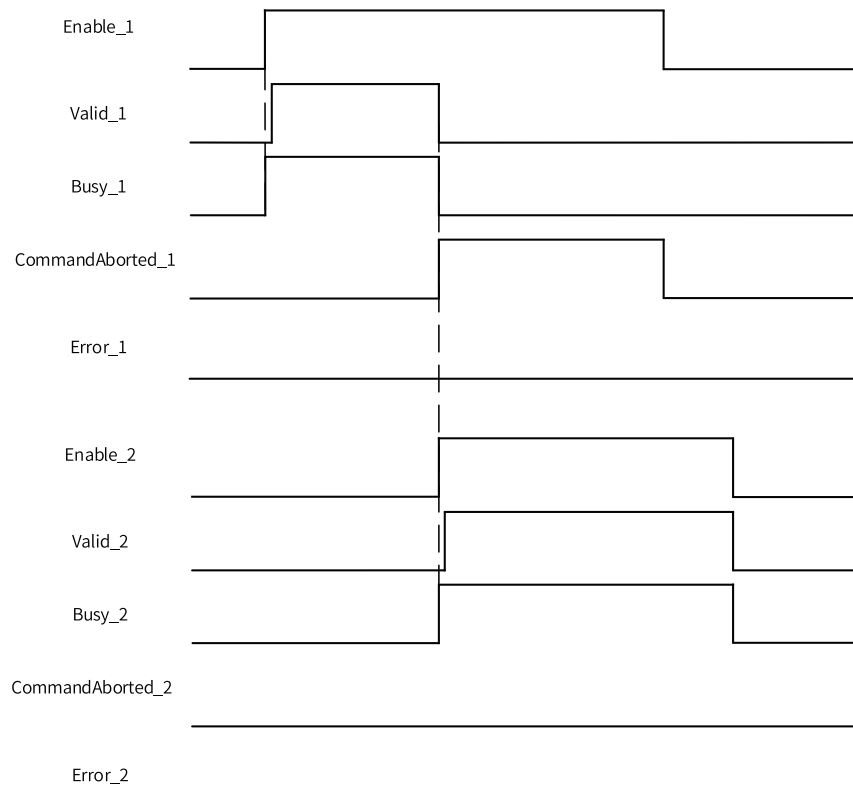 Enable_1
Valid_1
Busy_1
CommandAborted_1
Error_1
Enable_2
Valid_2
Busy_2
CommandAborted_2
Error_2